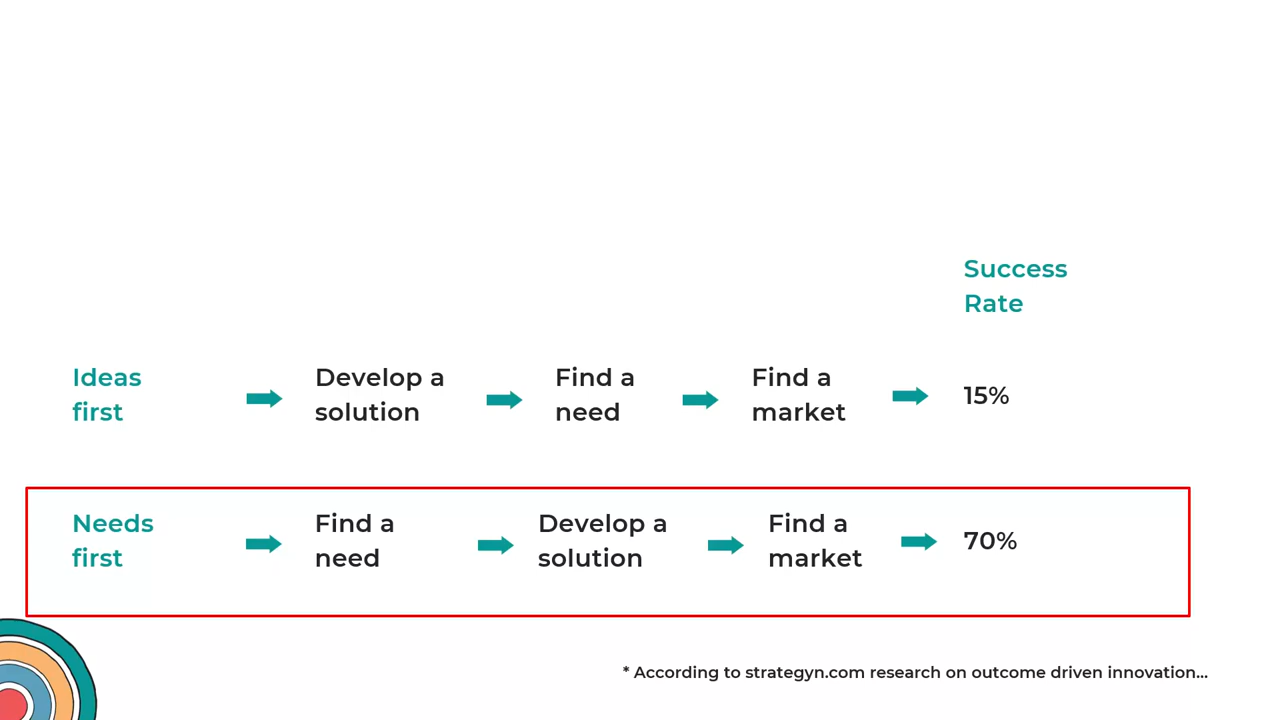 Success
Rate
Ideas
first
Develop a
solution
Find a
need
Find a
market
15%
Needs
first
Find a
need
Develop a
solution
Find a
market
70%
* According to strategyn.com research on outcome driven innovation...